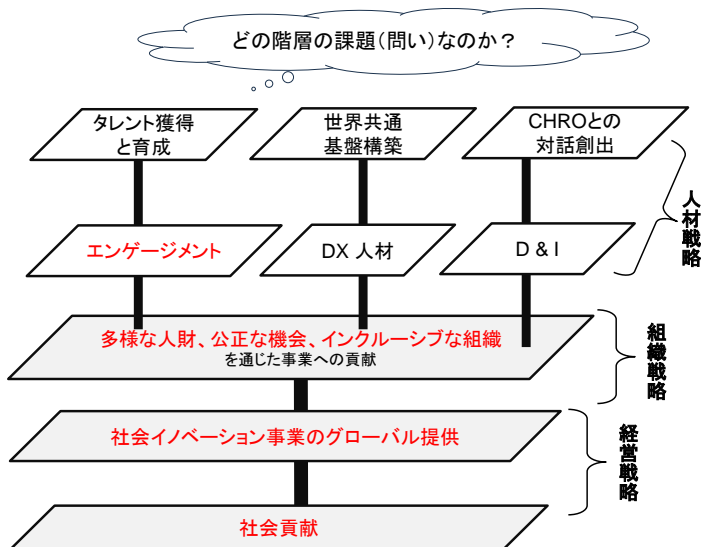 どの階層の課題(問い)なのか?
タレント獲得
と育成
世界共通
基盤構築
CHROとの
対話創出
人材戦略
エンゲージメント
DX 人材
D & I
多様な人財、公正な機会、インクルーシブな組織
を通じた事業への貢献
組織戦略
社会イノベーション事業のグローバル提供
経営戦略
社会貢献